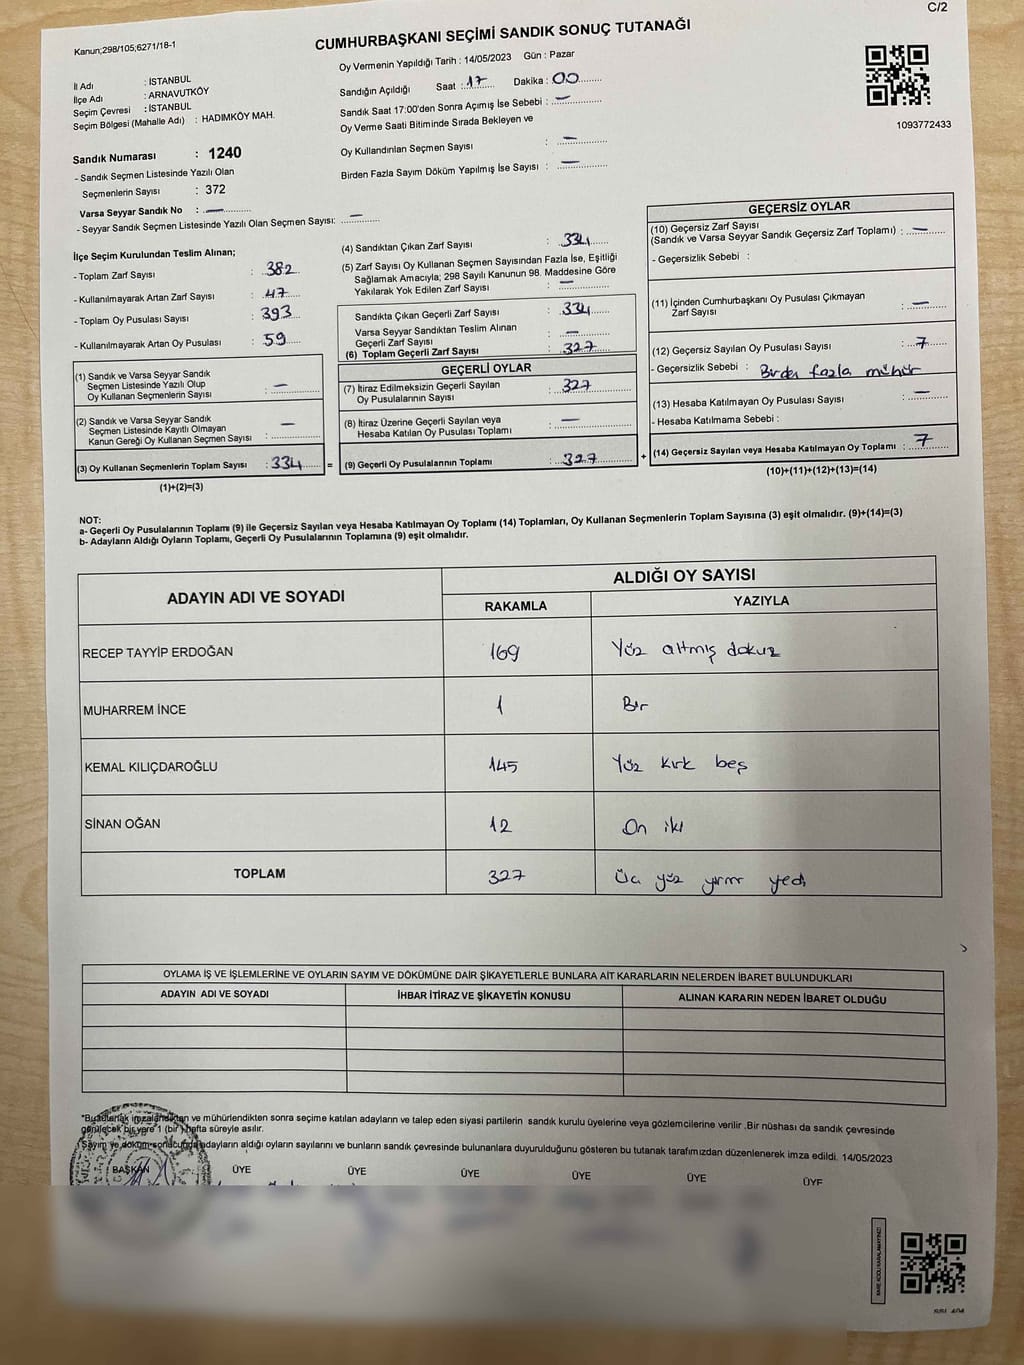 C/2
Kanun;298/105;6271/18-1
CUMHURBAŞKANI SEÇİMİ SANDIK SONUÇ TUTANAĞI
Oy Vermenin Yapıldığı Tarih : 14/05/2023 Gün : Pazar
İl Adı : İSTANBUL
İlçe Adı : ARNAVUTKÖY
Seçim Çevresi : İSTANBUL
Seçim Bölgesi (Mahalle Adı) : HADIMKÖY MAH.
Sandığın Açıldığı Saat : 17 Dakika : 00
Sandık Saat 17:00'den Sonra Açımış İse Sebebi : —
Oy Verme Saati Bitiminde Sırada Bekleyen ve
Oy Kullandırılan Seçmen Sayısı : —
Birden Fazla Sayım Döküm Yapılmış İse Sayısı : —
1093772433
Sandık Numarası : 1240
- Sandık Seçmen Listesinde Yazılı Olan
Seçmenlerin Sayısı : 372
Varsa Seyyar Sandık No : —
- Seyyar Sandık Seçmen Listesinde Yazılı Olan Seçmen Sayısı: —
İlçe Seçim Kurulundan Teslim Alınan;
- Toplam Zarf Sayısı : 382
- Kullanılmayarak Artan Zarf Sayısı : 47
- Toplam Oy Pusulası Sayısı : 393
- Kullanılmayarak Artan Oy Pusulası : 59
(1) Sandık ve Varsa Seyyar Sandık
Seçmen Listesinde Yazılı Olup
Oy Kullanan Seçmenlerin Sayısı : —
(2) Sandık ve Varsa Seyyar Sandık
Seçmen Listesinde Kayıtlı Olmayan
Kanun Gereği Oy Kullanan Seçmen Sayısı : —
(3) Oy Kullanan Seçmenlerin Toplam Sayısı : 334 =
(1)+(2)=(3)
(4) Sandıktan Çıkan Zarf Sayısı : 334
(5) Zarf Sayısı Oy Kullanan Seçmen Sayısından Fazla İse, Eşitliği
Sağlamak Amacıyla; 298 Sayılı Kanunun 98. Maddesine Göre
Yakılarak Yok Edilen Zarf Sayısı : —
Sandıkta Çıkan Geçerli Zarf Sayısı : 334
Varsa Seyyar Sandıktan Teslim Alınan
Geçerli Zarf Sayısı : —
(6) Toplam Geçerli Zarf Sayısı : 327
GEÇERLİ OYLAR
(7) İtiraz Edilmeksizin Geçerli Sayılan
Oy Pusulalarının Sayısı : 327
(8) İtiraz Üzerine Geçerli Sayılan veya
Hesaba Katılan Oy Pusulası Toplamı : —
(9) Geçerli Oy Pusulalarının Toplamı : 327 +
GEÇERSİZ OYLAR
(10) Geçersiz Zarf Sayısı
(Sandık ve Varsa Seyyar Sandık Geçersiz Zarf Toplamı) : —
- Geçersizlik Sebebi :
(11) İçinden Cumhurbaşkanı Oy Pusulası Çıkmayan
Zarf Sayısı : —
(12) Geçersiz Sayılan Oy Pusulası Sayısı : 7
- Geçersizlik Sebebi : Birden fazla mühür
(13) Hesaba Katılmayan Oy Pusulası Sayısı : —
- Hesaba Katılmama Sebebi :
(14) Geçersiz Sayılan veya Hesaba Katılmayan Oy Toplamı : 7
(10)+(11)+(12)+(13)=(14)
NOT:
a- Geçerli Oy Pusulalarının Toplamı (9) ile Geçersiz Sayılan veya Hesaba Katılmayan Oy Toplamı (14) Toplamları, Oy Kullanan Seçmenlerin Toplam Sayısına (3) eşit olmalıdır. (9)+(14)=(3)
b- Adayların Aldığı Oyların Toplamı, Geçerli Oy Pusulalarının Toplamına (9) eşit olmalıdır.
ADAYIN ADI VE SOYADI ALDIĞI OY SAYISI
RAKAMLA YAZIYLA
RECEP TAYYİP ERDOĞAN 169 Yüz altmış dokuz
MUHARREM İNCE 1 Bir
KEMAL KILIÇDAROĞLU 145 Yüz kırk beş
SİNAN OĞAN 12 On iki
TOPLAM 327 Üç yüz yirmi yedi
OYLAMA İŞ VE İŞLEMLERİNE VE OYLARIN SAYIM VE DÖKÜMÜNE DAİR ŞİKAYETLERLE BUNLARA AİT KARARLARIN NELERDEN İBARET BULUNDUKLARI
ADAYIN ADI VE SOYADI İHBAR İTİRAZ VE ŞİKAYETİN KONUSU ALINAN KARARIN NEDEN İBARET OLDUĞU
*Bu tutanak imzalandıktan ve mühürlendikten sonra seçime katılan adayların ve talep eden siyasi partilerin sandık kurulu üyelerine veya gözlemcilerine verilir .Bir nüshası da sandık çevresinde
görülecek bir yere 1 (bir) hafta süreyle asılır.
Sayım ve döküm sonucunda adayların aldığı oyların sayılarını ve bunların sandık çevresinde bulunanlara duyurulduğunu gösteren bu tutanak tarafımızdan düzenlenerek imza edildi. 14/05/2023
BAŞKAN ÜYE ÜYE ÜYE ÜYE ÜYE ÜYE
KARE KODU KARALAMAYINIZ!